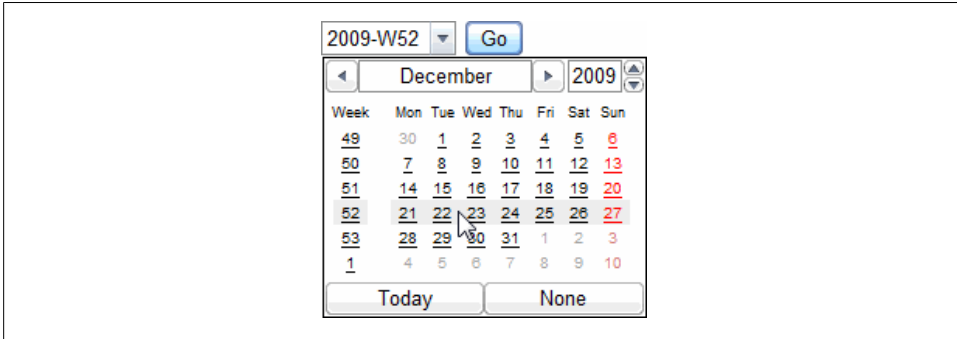 2009-W52 Go
December 2009
Week Mon Tue Wed Thu Fri Sat Sun
49 30 1 2 3 4 5 6
50 7 8 9 10 11 12 13
51 14 15 16 17 18 19 20
52 21 22 23 24 25 26 27
53 28 29 30 31 1 2 3
1 4 5 6 7 8 9 10
Today None